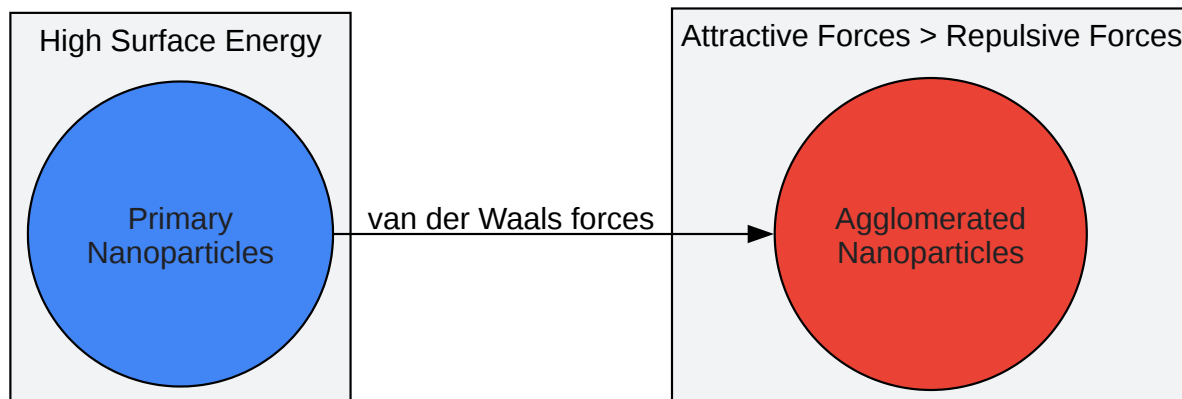 High Surface Energy
Primary
Nanoparticles
van der Waals forces
Attractive Forces > Repulsive Forces
Agglomerated
Nanoparticles